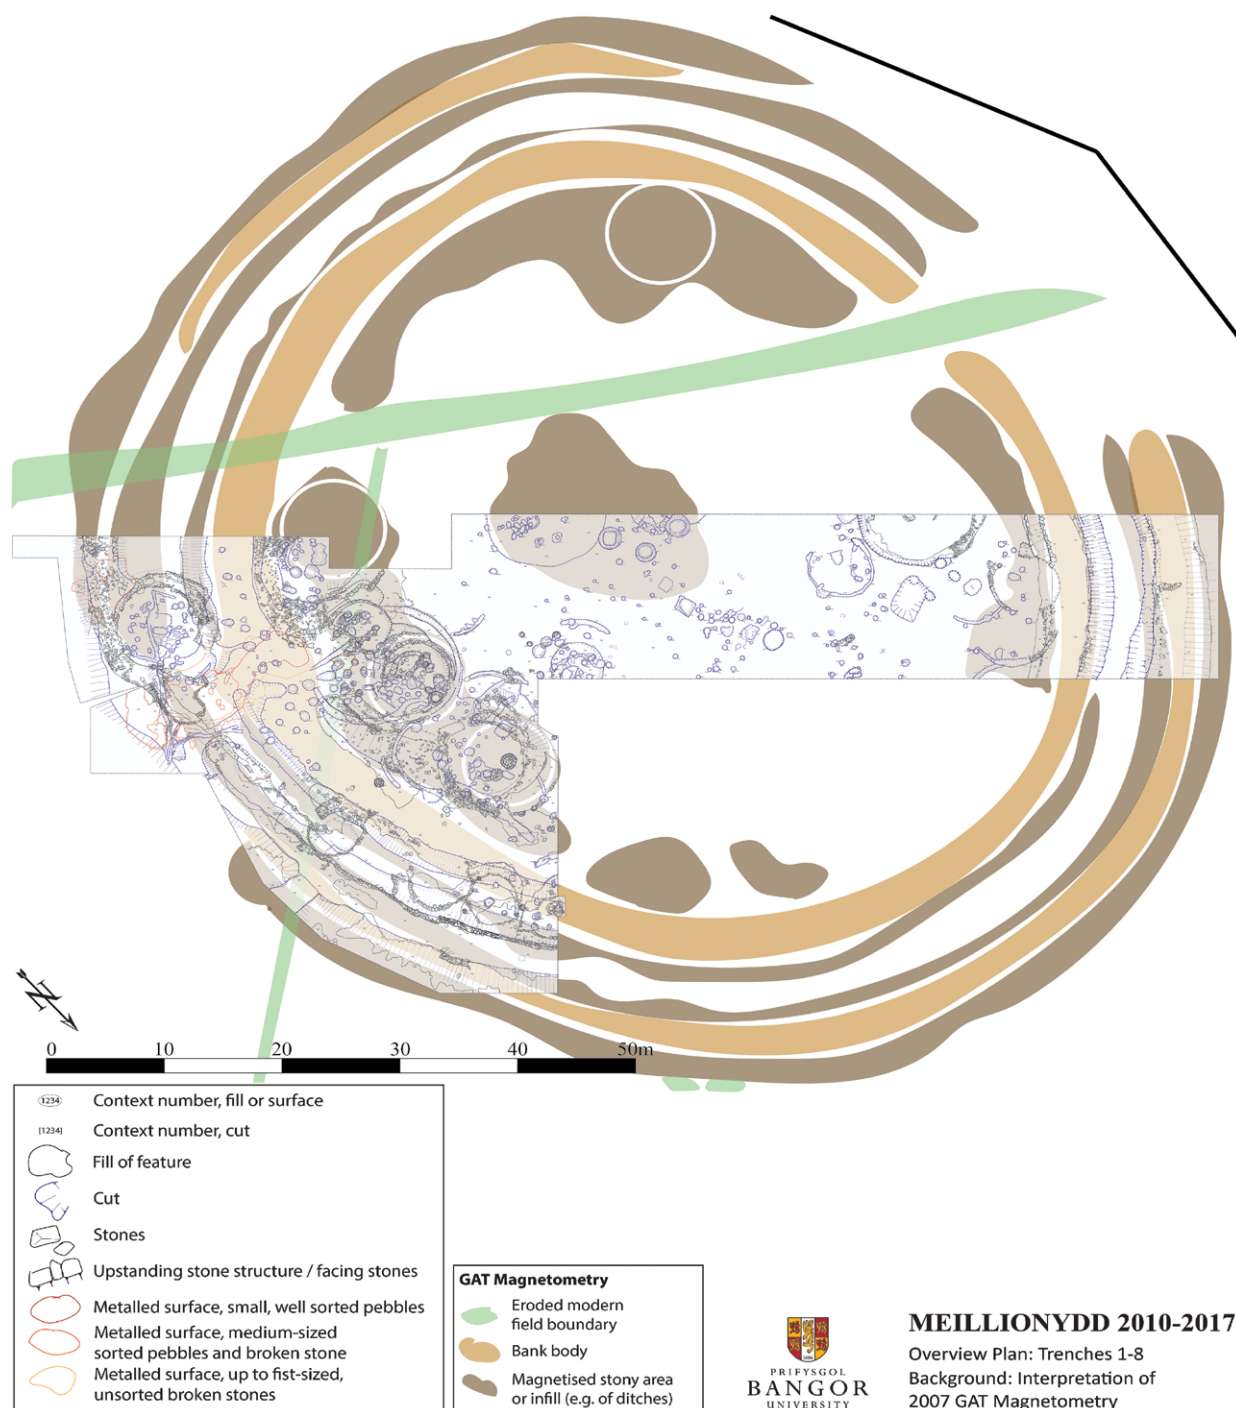 N
0 10 20 30 40 50m
1234 Context number, fill or surface
[1234] Context number, cut
Fill of feature
Cut
Stones
Upstanding stone structure / facing stones
Metalled surface, small, well sorted pebbles
Metalled surface, medium-sized
sorted pebbles and broken stone
Metalled surface, up to fist-sized,
unsorted broken stones
GAT Magnetometry
Eroded modern
field boundary
Bank body
Magnetised stony area
or infill (e.g. of ditches)
PRIFYSGOL
BANGOR
UNIVERSITY
MEILLIONYDD 2010-2017
Overview Plan: Trenches 1-8
Background: Interpretation of
2007 GAT Magnetometry